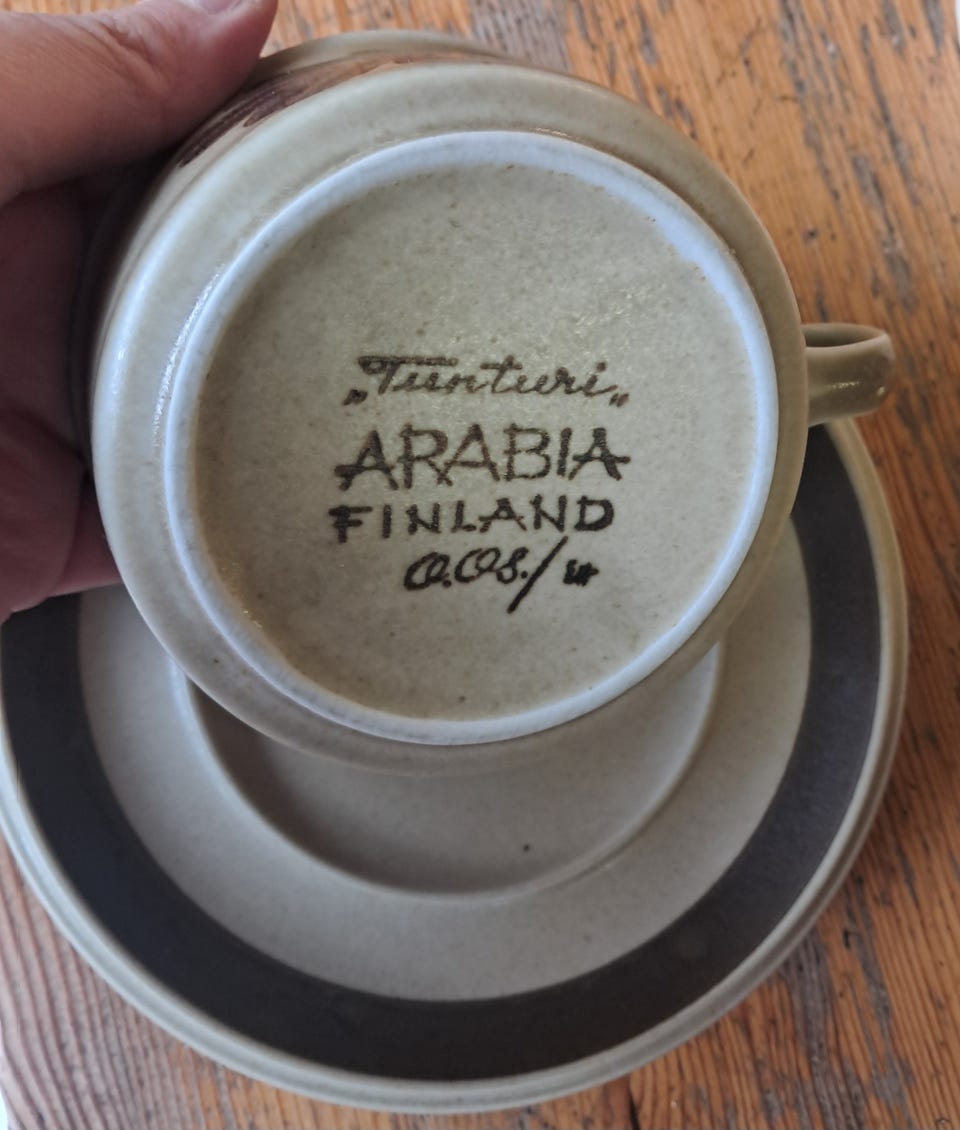 „Tunturi„
ARABIA
FINLAND
O.Os./